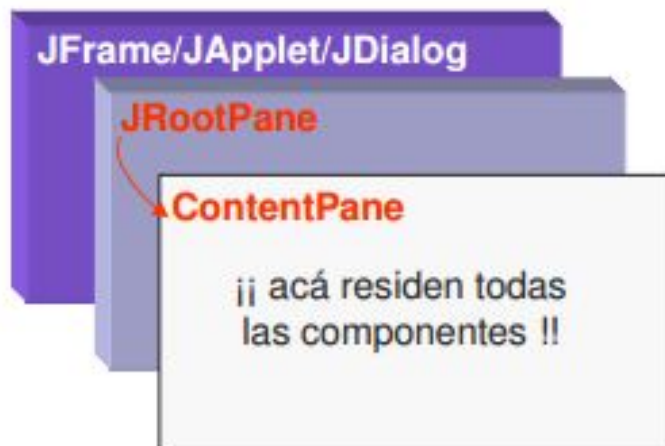 JFrame/JApplet/JDialog
JRootPane
ContentPane
¡¡ acá residen todas
las componentes !!